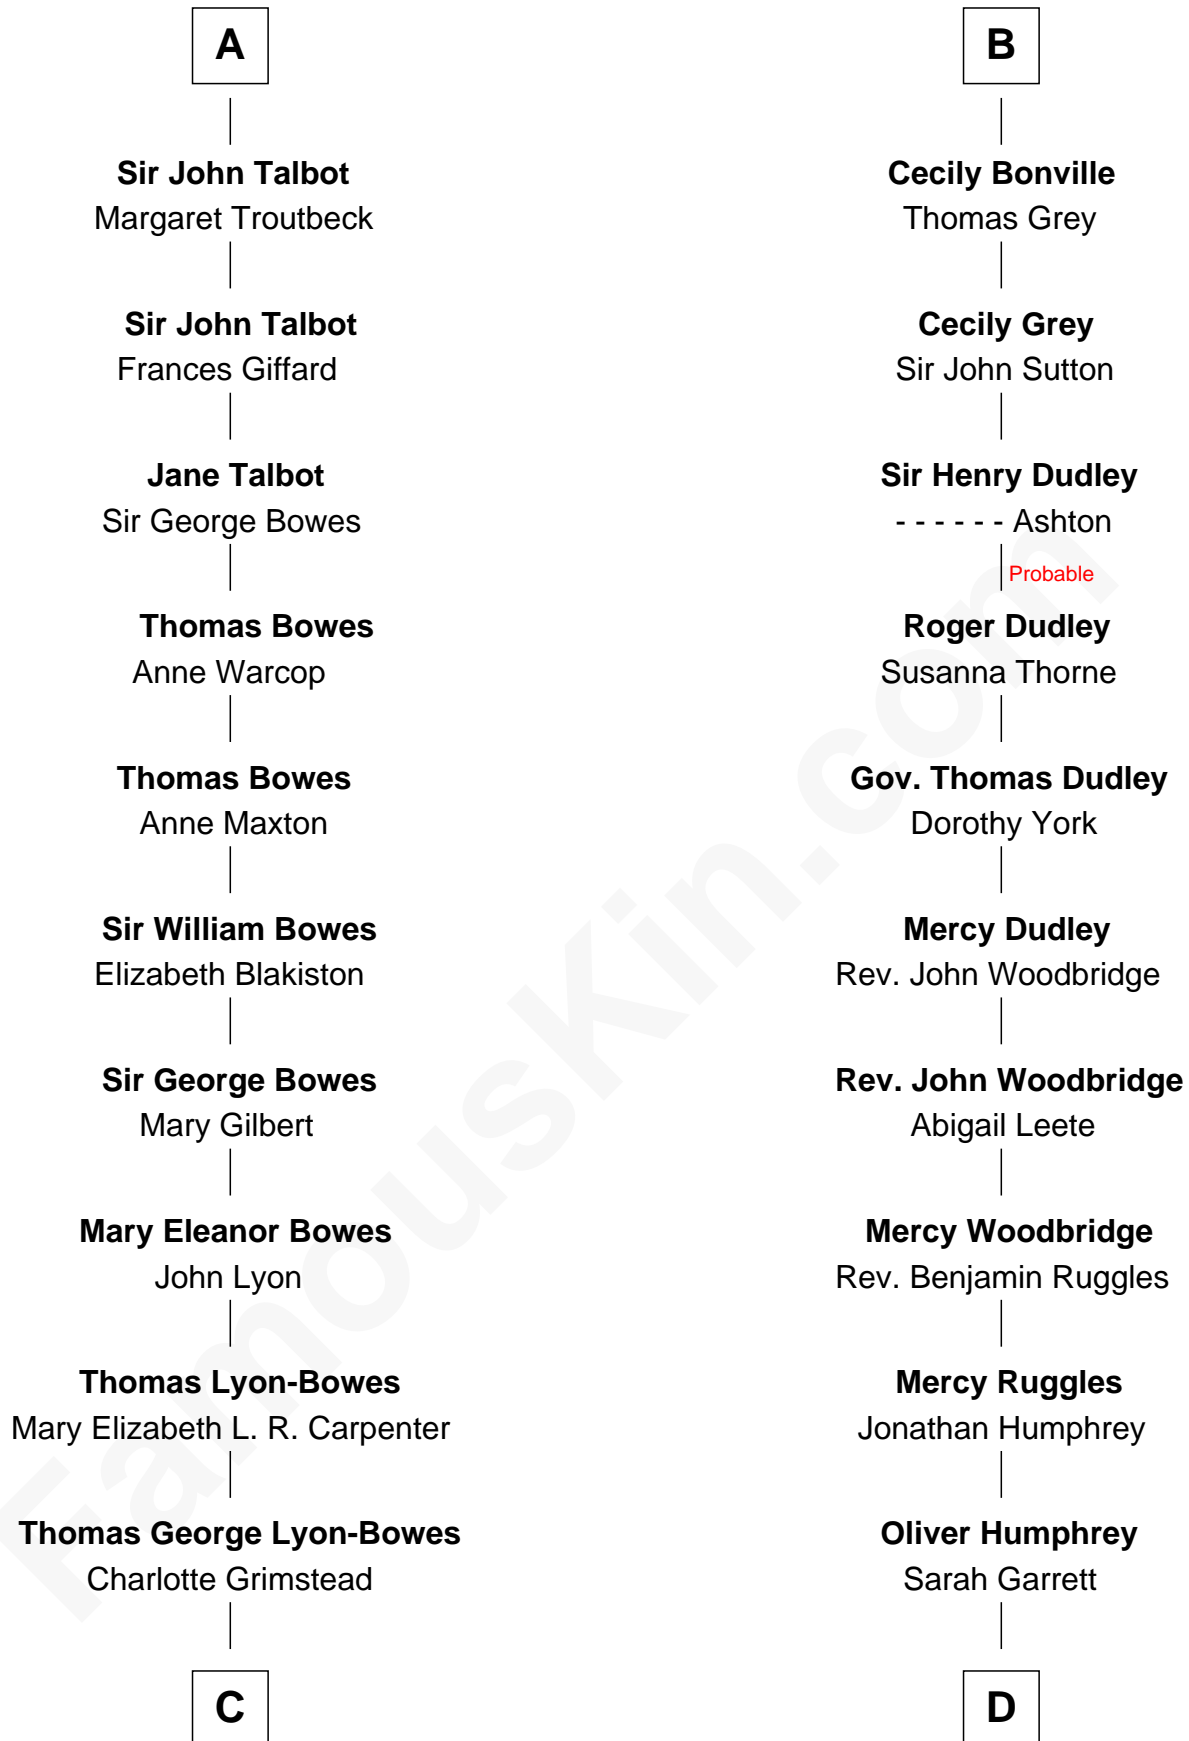 A
Sir John Talbot
Margaret Troutbeck
Sir John Talbot
Frances Giffard
Jane Talbot
Sir George Bowes
Thomas Bowes
Anne Warcop
Thomas Bowes
Anne Maxton
Sir William Bowes
Elizabeth Blakiston
Sir George Bowes
Mary Gilbert
Mary Eleanor Bowes
John Lyon
Thomas Lyon-Bowes
Mary Elizabeth L. R. Carpenter
Thomas George Lyon-Bowes
Charlotte Grimstead
C
B
Cecily Bonville
Thomas Grey
Cecily Grey
Sir John Sutton
Sir Henry Dudley
- - - - - - Ashton
Probable
Roger Dudley
Susanna Thorne
Gov. Thomas Dudley
Dorothy York
Mercy Dudley
Rev. John Woodbridge
Rev. John Woodbridge
Abigail Leete
Mercy Woodbridge
Rev. Benjamin Ruggles
Mercy Ruggles
Jonathan Humphrey
Oliver Humphrey
Sarah Garrett
D
FamousKin.com